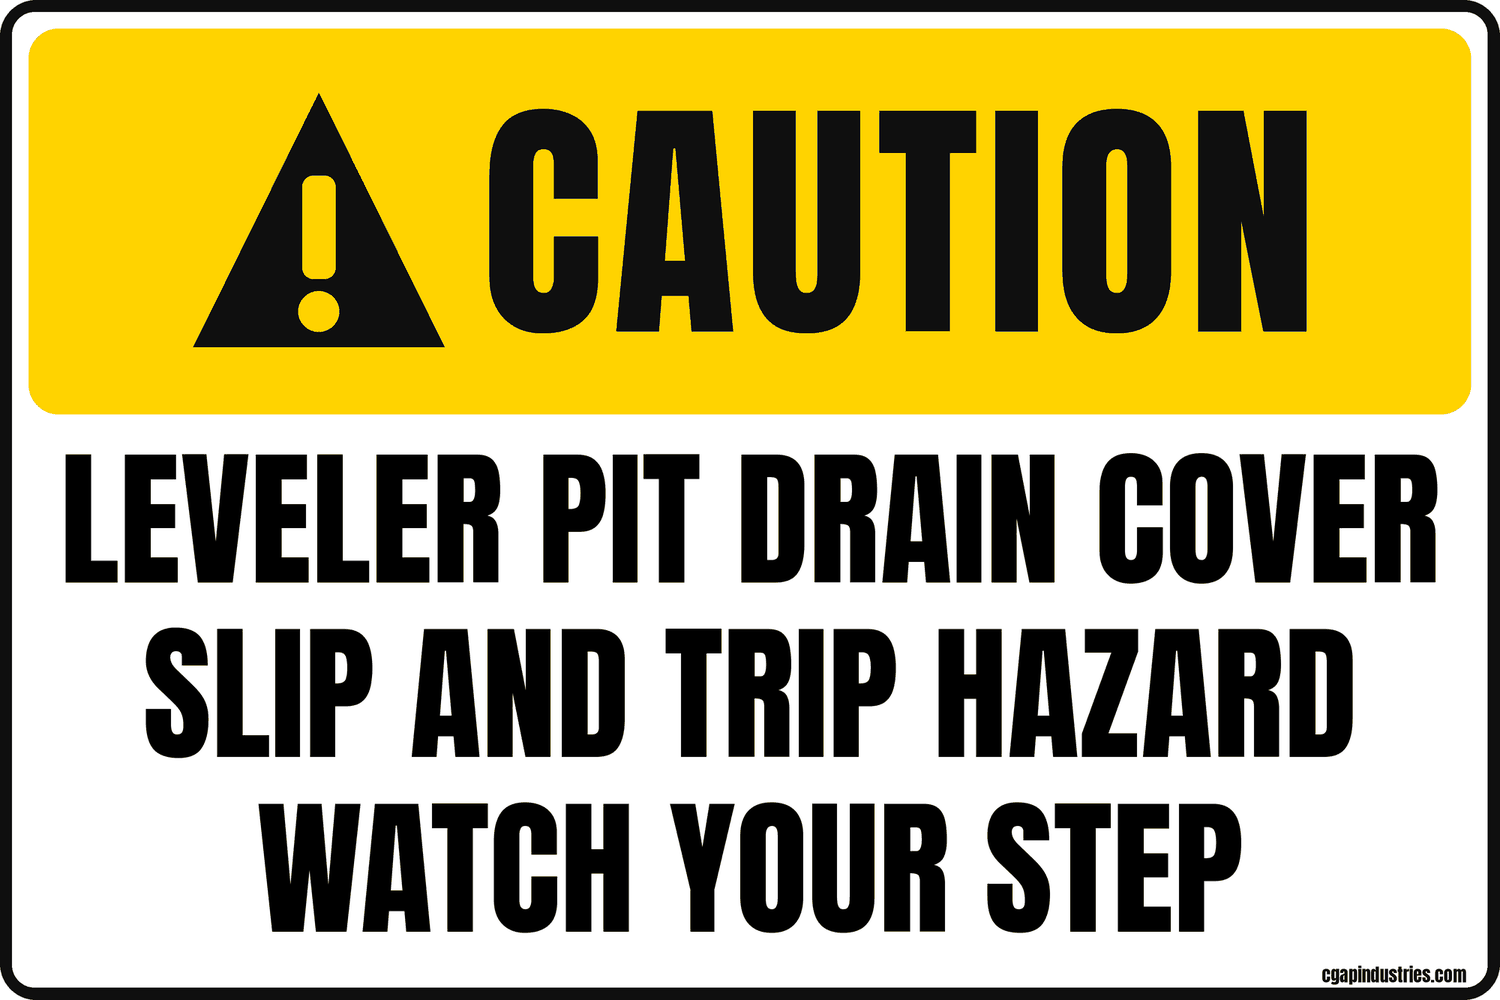 CAUTION
LEVELER PIT DRAIN COVER
SLIP AND TRIP HAZARD
WATCH YOUR STEP
cgapindustries.com